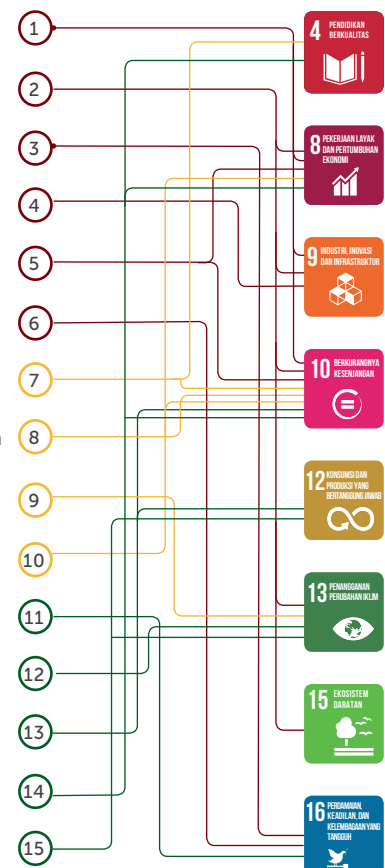 1
2
3
4
5
6
7
8
9
10
11
12
13
14
15
4 PENDIDIKAN
BERKUALITAS
8 PEKERJAAN LAYAK
DAN PERTUMBUHAN
EKONOMI
9 INDUSTRI, INOVASI
DAN INFRASTRUKTUR
10 BERKURANGNYA
KESENJANGAN
12 KONSUMSI DAN
PRODUKSI YANG
BERTANGGUNG JAWAB
13 PENANGGANAN
PERUBAHAN IKLIM
15 EKOSISTEM
DARATAN
16 PERDAMAIAN,
KEADILAN, DAN
KELEMBAGAAN YANG
TANGGUH